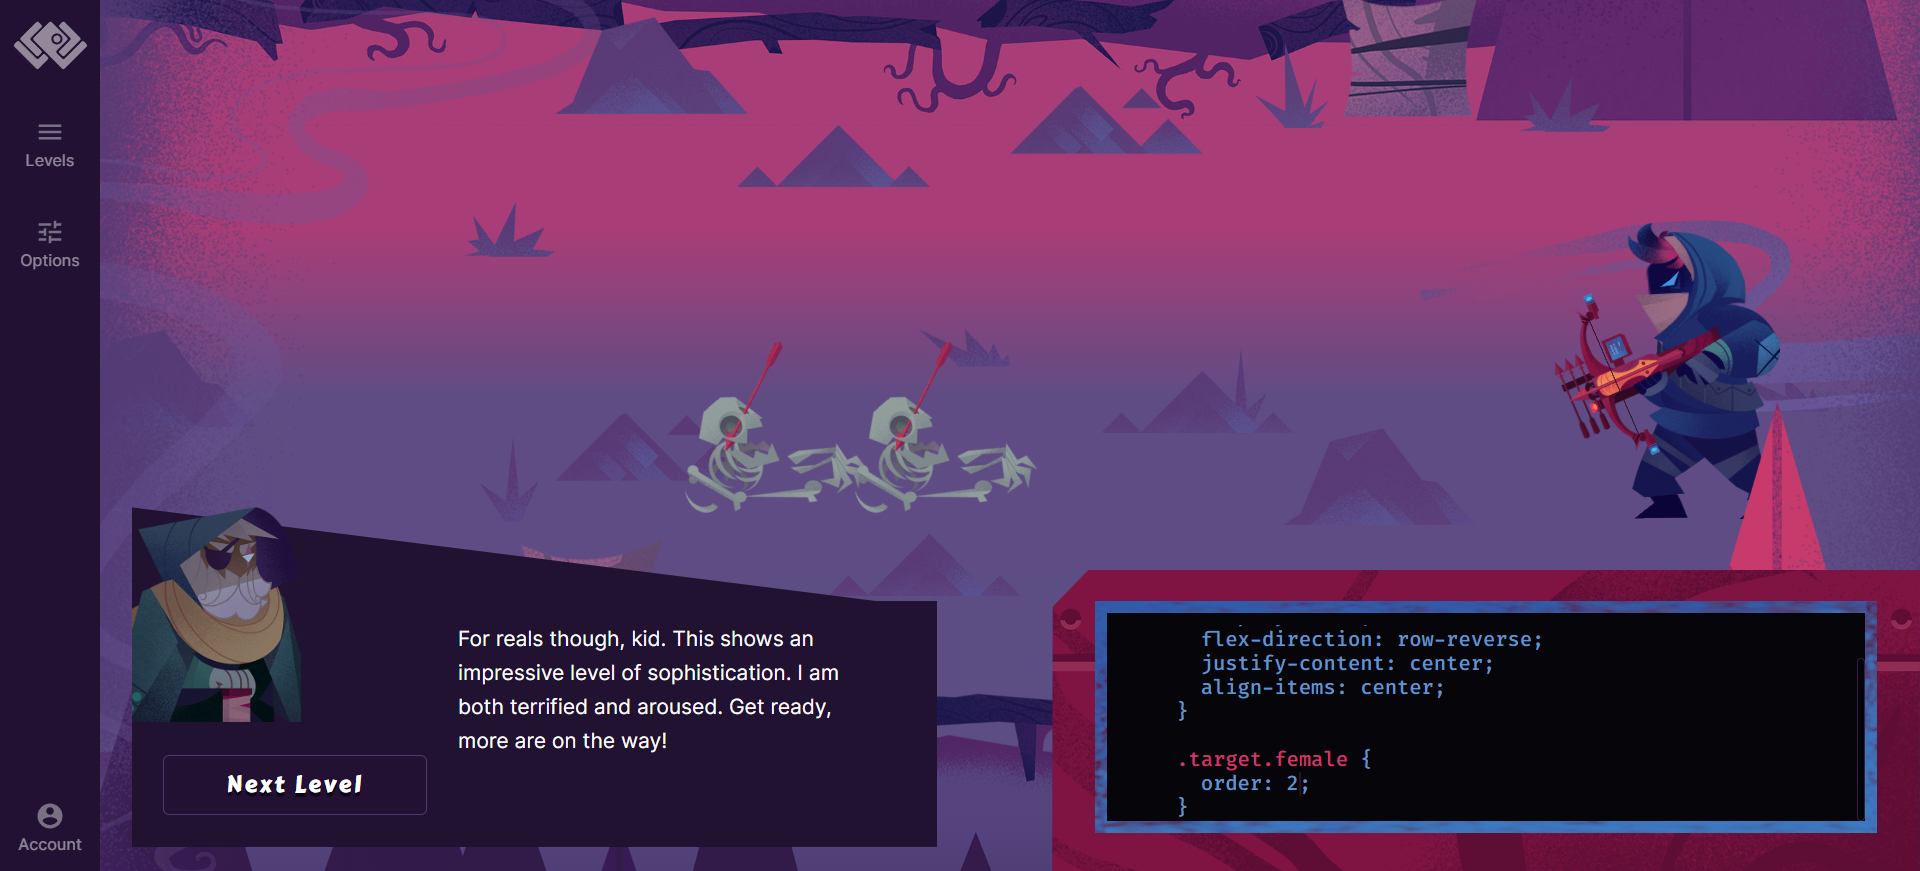 Levels
Options
Account
For reals though, kid. This shows an
impressive level of sophistication. I am
both terrified and aroused. Get ready,
more are on the way!
Next Level
flex-direction: row-reverse;
justify-content: center;
align-items: center;
}
.target.female {
order: 2;
}